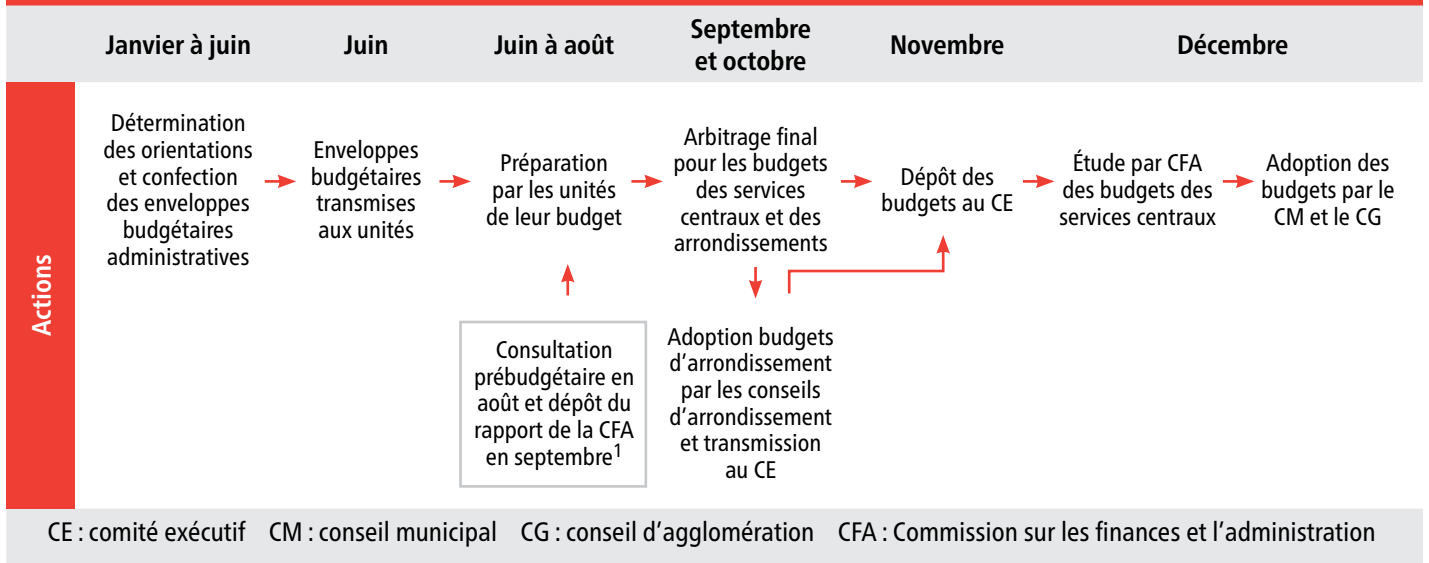 Janvier à juin
Juin
Juin à août
Septembre
et octobre
Novembre
Décembre
Actions
Détermination
des orientations
et confection
des enveloppes
budgétaires
administratives
Enveloppes
budgétaires
transmises
aux unités
Préparation
par les unités
de leur budget
Arbitrage final
pour les budgets
des services
centraux et des
arrondissements
Dépôt des
budgets au CE
Étude par CFA
des budgets des
services centraux
Adoption des
budgets par le
CM et le CG
Consultation
prébudgétaire en
août et dépôt du
rapport de la CFA
en septembre1
Adoption budgets
d’arrondissement
par les conseils
d’arrondissement
et transmission
au CE
CE : comité exécutif CM : conseil municipal CG : conseil d’agglomération CFA : Commission sur les finances et l’administration